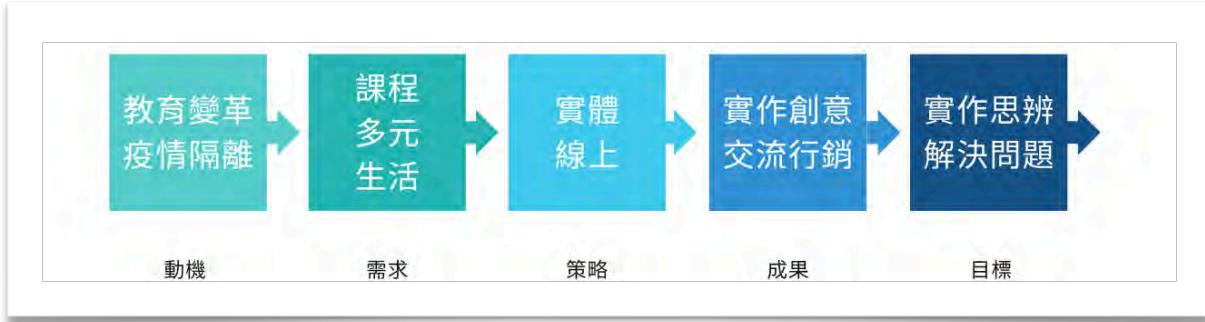 教育變革
疫情隔離
課程
多元
生活
實體
線上
實作創意
交流行銷
實作思辨
解決問題
動機
需求
策略
成果
目標